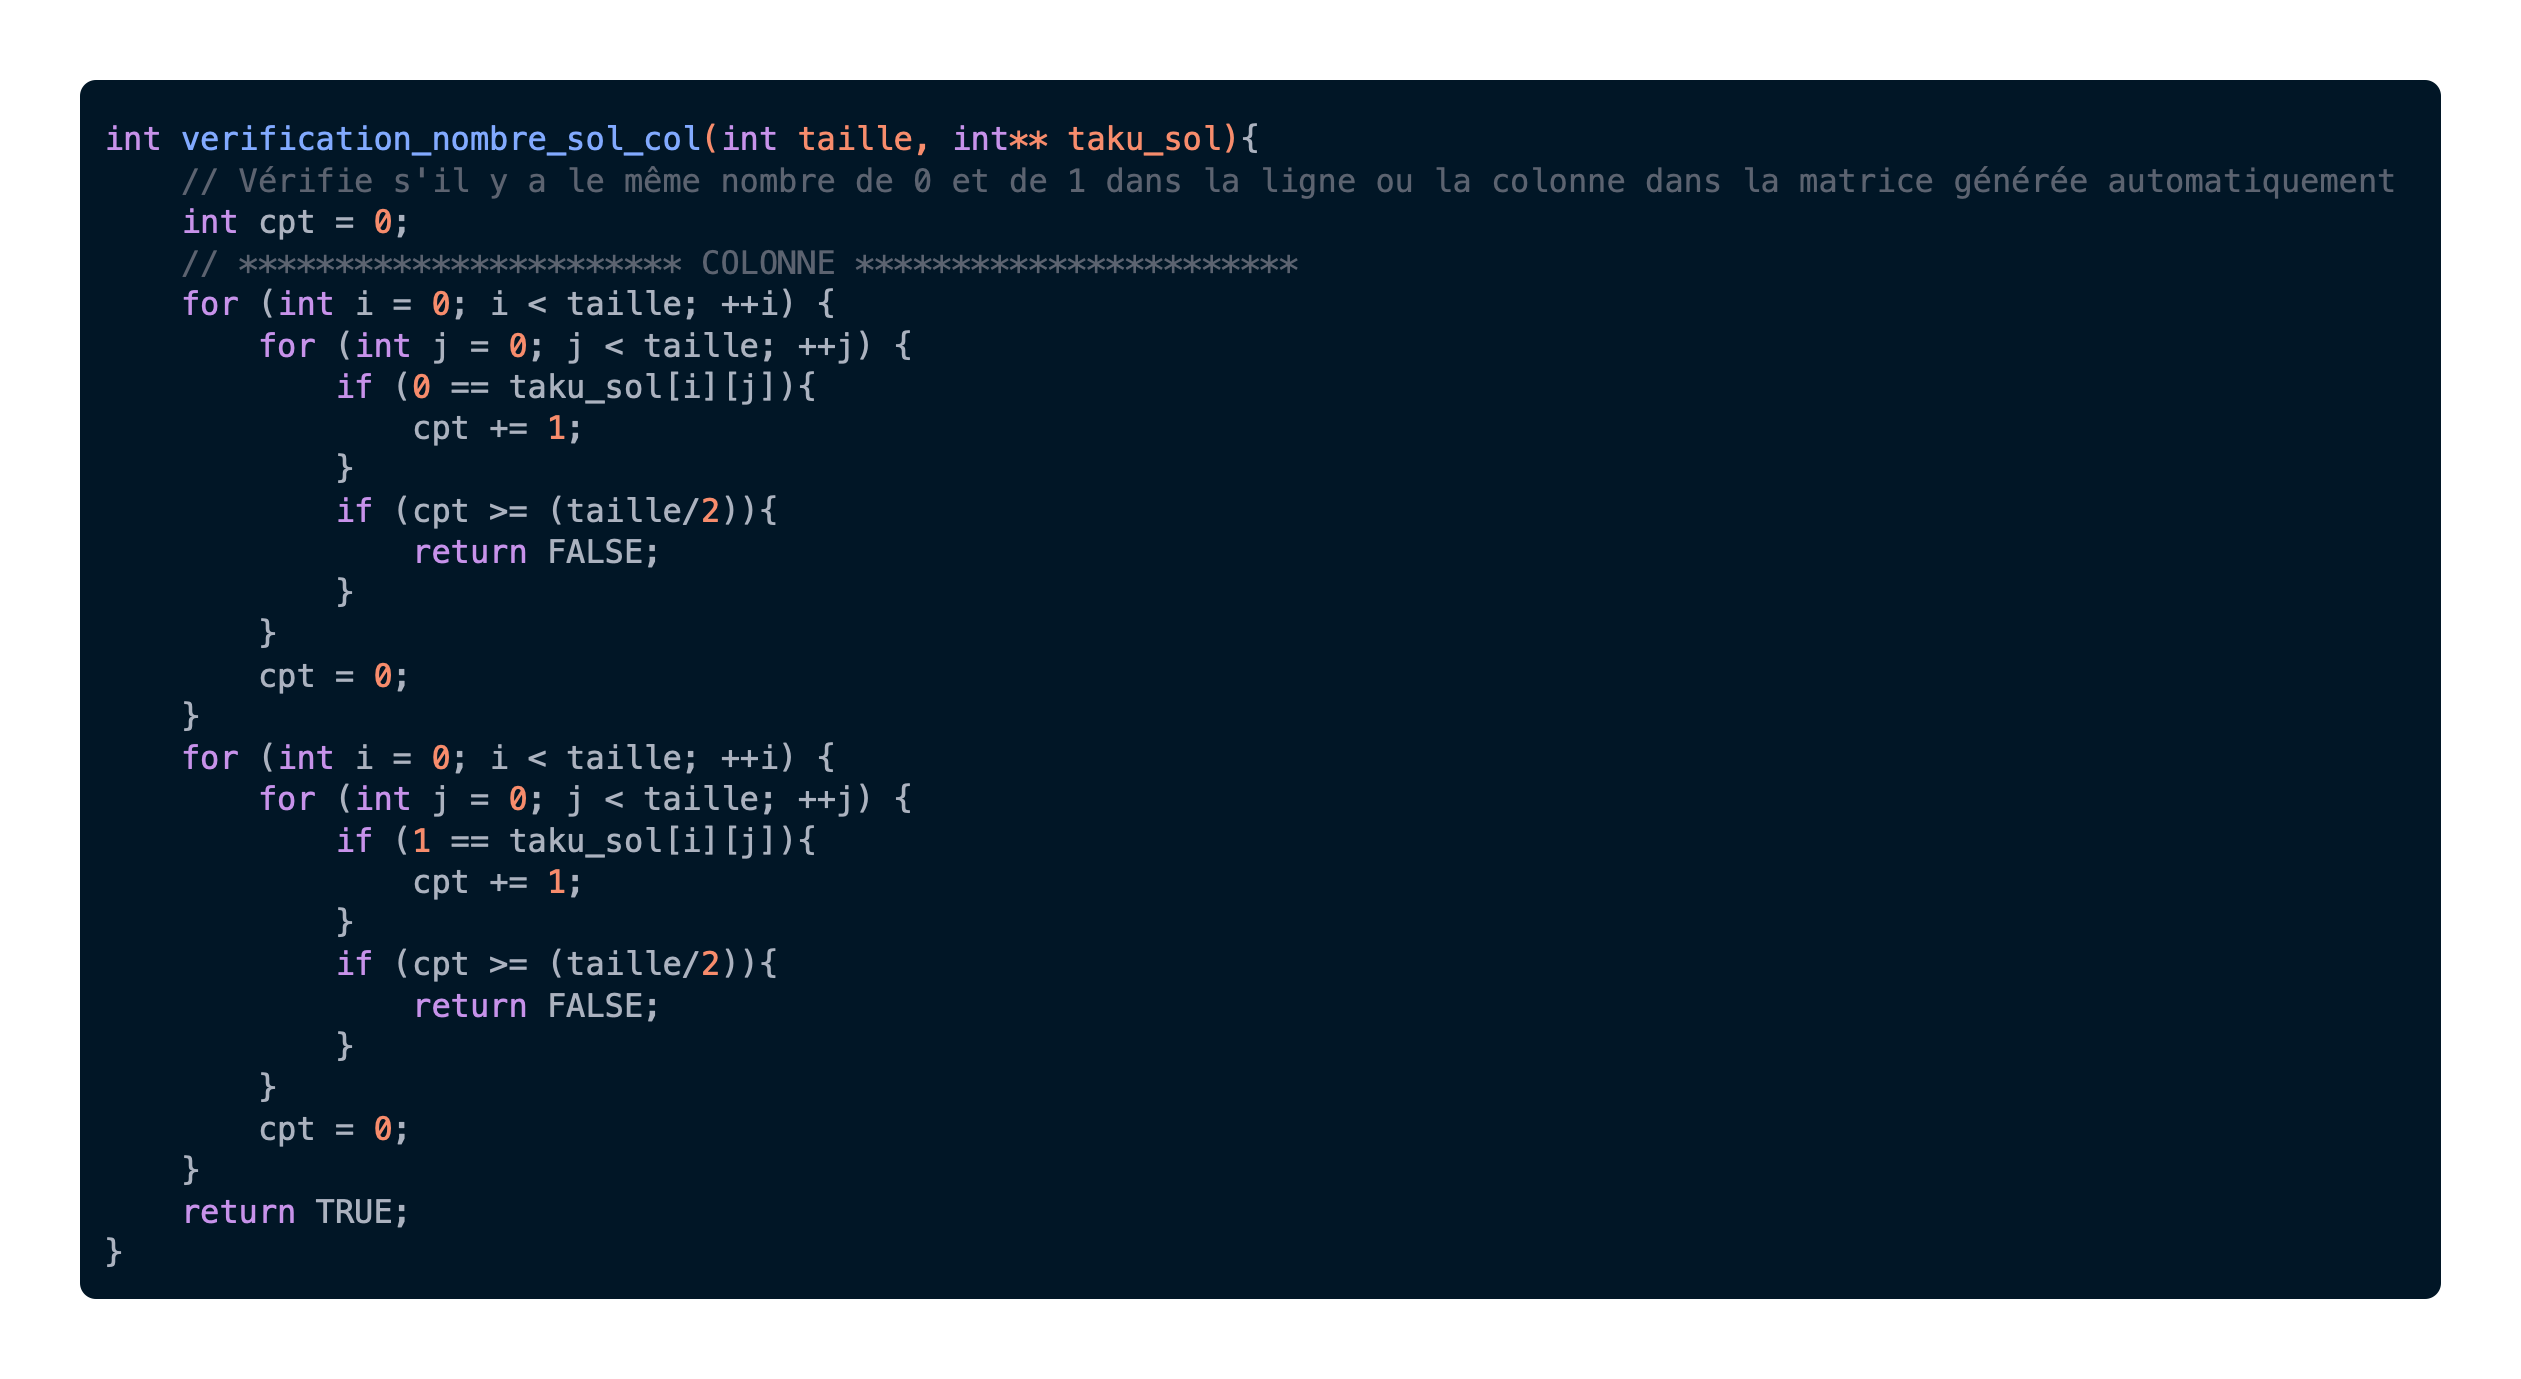 int verification_nombre_sol_col(int taille, int** taku_sol){
    // Vérifie s'il y a le même nombre de 0 et de 1 dans la ligne ou la colonne dans la matrice générée automatiquement
    int cpt = 0;
    // *********************** COLONNE ***********************
    for (int i = 0; i < taille; ++i) {
        for (int j = 0; j < taille; ++j) {
            if (0 == taku_sol[i][j]){
                cpt += 1;
            }
            if (cpt >= (taille/2)){
                return FALSE;
            }
        }
        cpt = 0;
    }
    for (int i = 0; i < taille; ++i) {
        for (int j = 0; j < taille; ++j) {
            if (1 == taku_sol[i][j]){
                cpt += 1;
            }
            if (cpt >= (taille/2)){
                return FALSE;
            }
        }
        cpt = 0;
    }
    return TRUE;
}